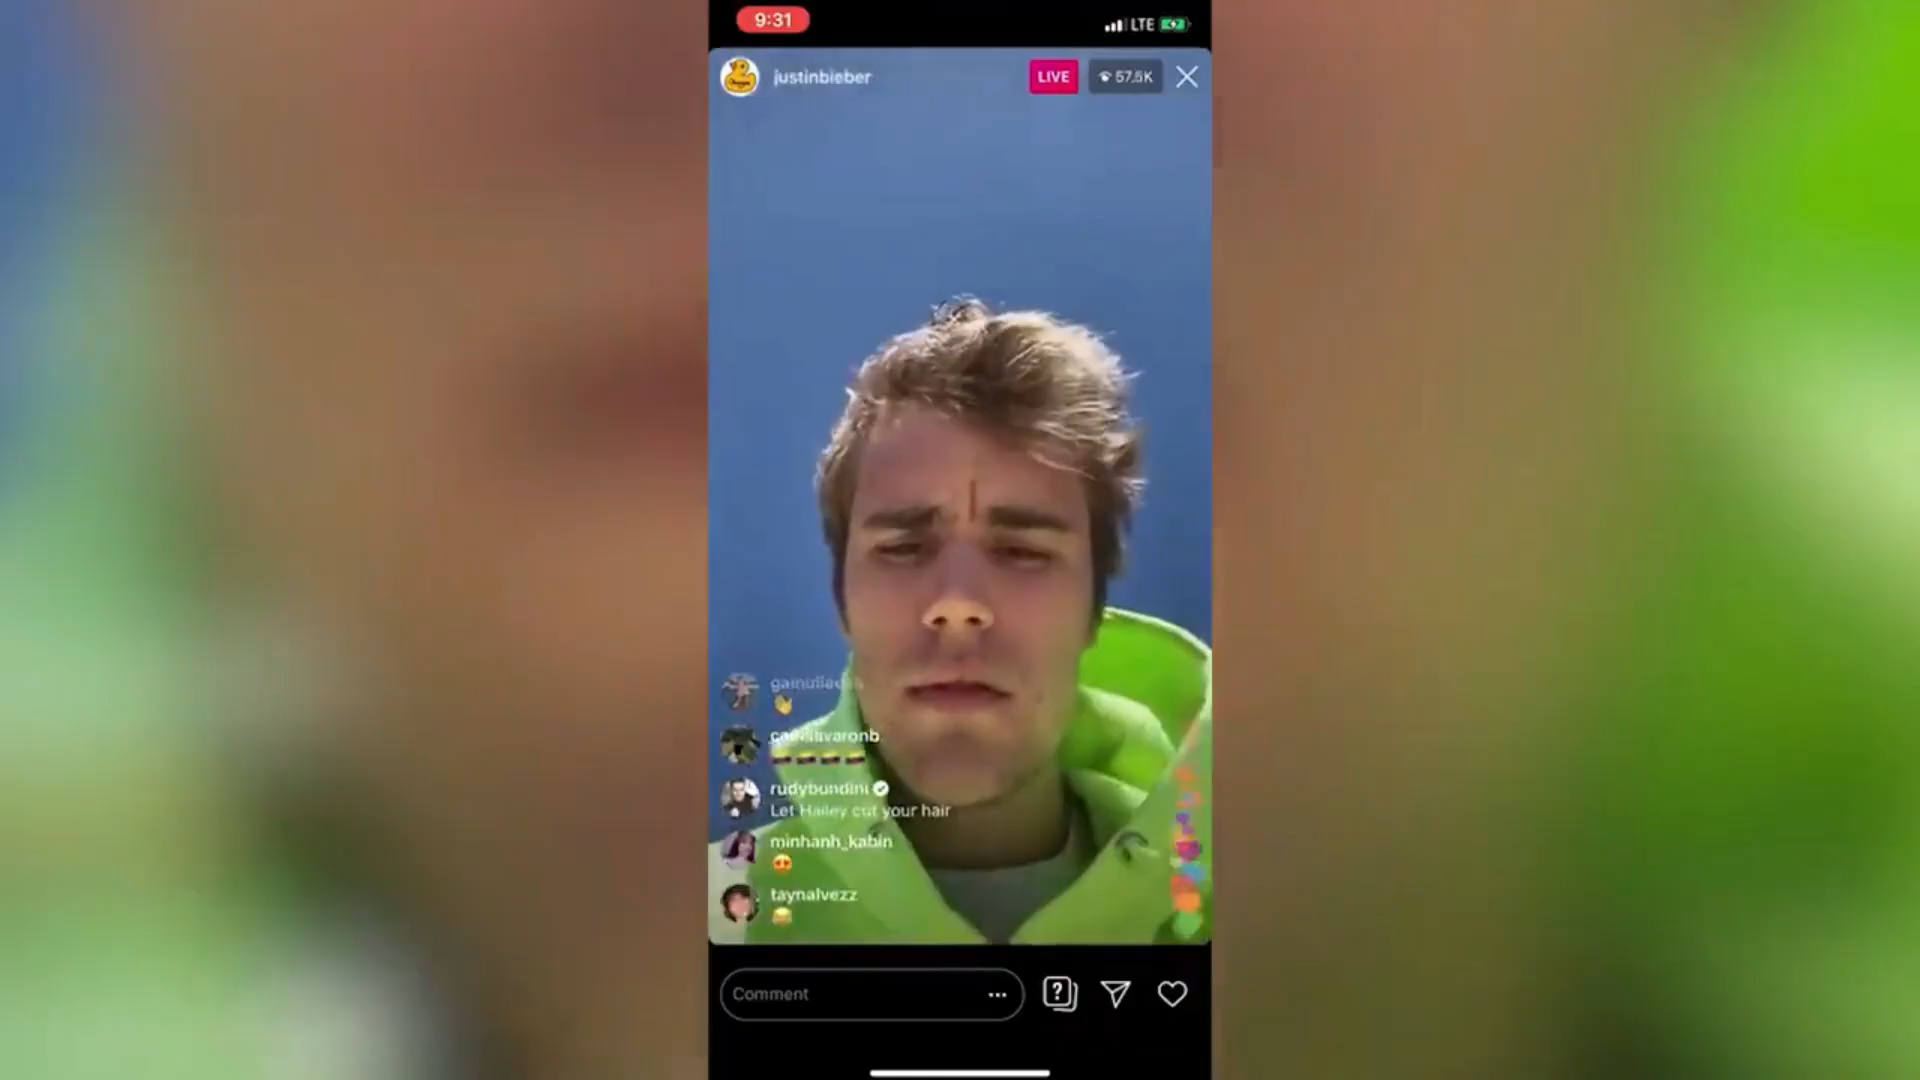 9:31
LTE
justinbieber
LIVE
57.5K
rudybundini
Let Hailey cut your hair
minhanh_kabin
taynalvezz
Comment